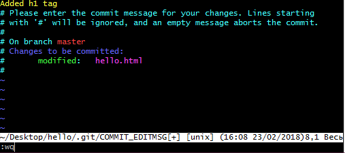 Added h1 tag
# Please enter the commit message for your changes. Lines starting
# with '#' will be ignored, and an empty message aborts the commit.
#
# On branch master
# Changes to be committed:
#       modified:   hello.html
#
~
~
~
~
~/Desktop/hello/.git/COMMIT_EDITMSG[+] [unix] (16:08 23/02/2018)8,1 Весь
:wq